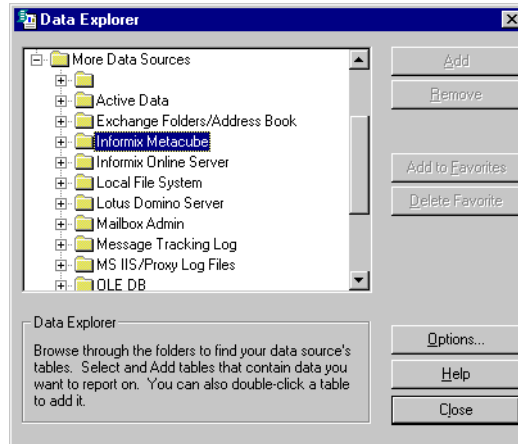 Data Explorer
More Data Sources
Active Data
Exchange Folders/Address Book
Informix Metacube
Informix Online Server
Local File System
Lotus Domino Server
Mailbox Admin
Message Tracking Log
MS IIS/Proxy Log Files
OLE DB
Add
Remove
Add to Favorites
Delete Favorite
Data Explorer
Browse through the folders to find your data source's
tables. Select and Add tables that contain data you
want to report on. You can also double-click a table
to add it.
Options...
Help
Close